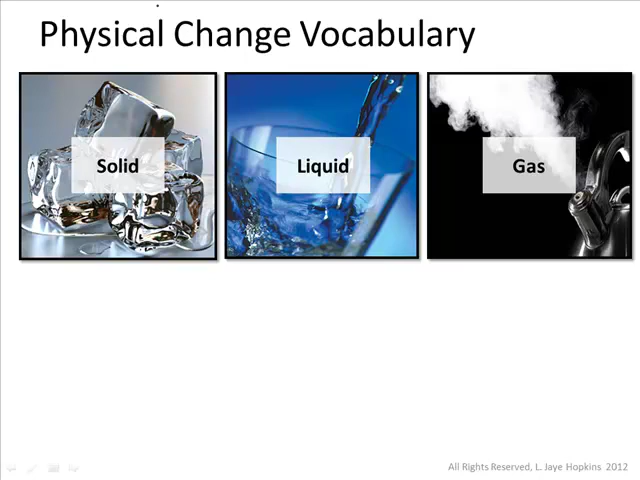 Physical Change Vocabulary
Solid
Liquid
Gas
All Rights Reserved, L. Jaye Hopkins 2012